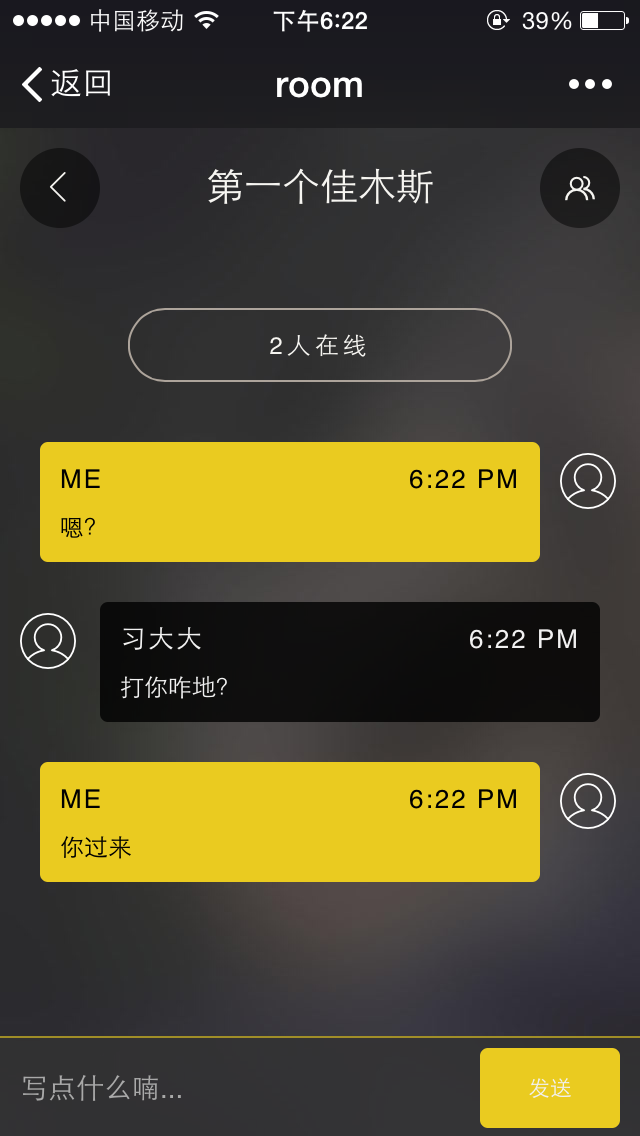 中国移动 下午6:22 39%
返回 room
第一个佳木斯
2人在线
ME 6:22 PM
嗯?
习大大 6:22 PM
打你咋地?
ME 6:22 PM
你过来
写点什么喃... 发送